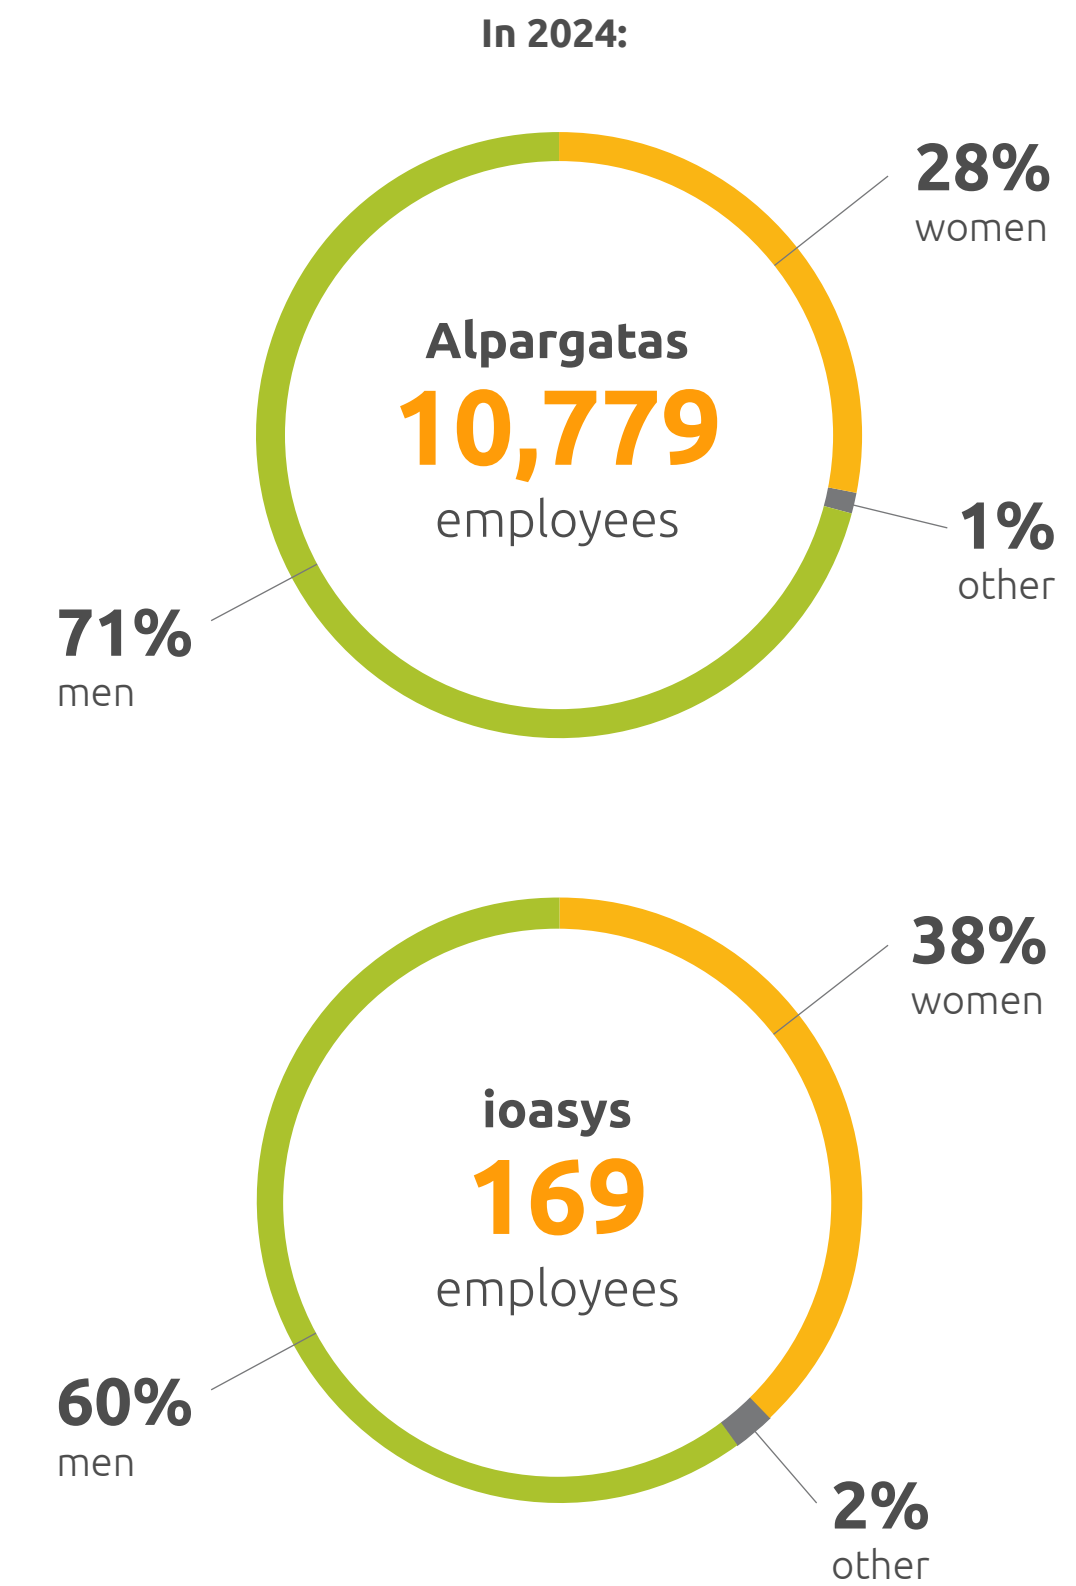 In 2024:
28%
women
Alpargatas
10,779
employees
1%
other
71%
men
38%
women
ioasys
169
employees
60%
men
2%
other